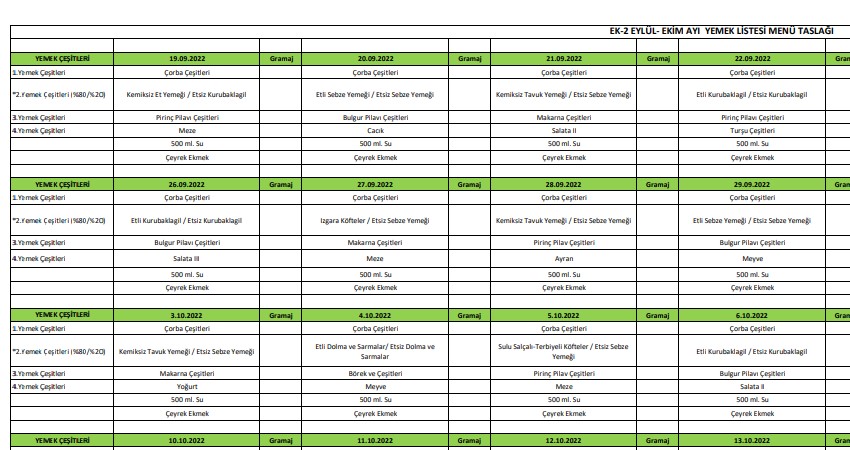 EK-2 EYLÜL- EKİM AYI YEMEK LİSTESİ MENÜ TASLAĞI
YEMEK ÇEŞİTLERİ 19.09.2022 Gramaj 20.09.2022 Gramaj 21.09.2022 Gramaj 22.09.2022 Gram
1.Yemek Çeşitleri Çorba Çeşitleri Çorba Çeşitleri Çorba Çeşitleri Çorba Çeşitleri
*2.Yemek Çeşitleri (%80/%20) Kemiksiz Et Yemeği / Etsiz Kurubaklagil Etli Sebze Yemeği / Etsiz Sebze Yemeği Kemiksiz Tavuk Yemeği / Etsiz Sebze Yemeği Etli Kurubaklagil / Etsiz Kurubaklagil
3.Yemek Çeşitleri Pirinç Pilavı Çeşitleri Bulgur Pilavı Çeşitleri Makarna Çeşitleri Pirinç Pilavı Çeşitleri
4.Yemek Çeşitleri Meze Cacık Salata II Turşu Çeşitleri
500 ml. Su 500 ml. Su 500 ml. Su 500 ml. Su
Çeyrek Ekmek Çeyrek Ekmek Çeyrek Ekmek Çeyrek Ekmek
YEMEK ÇEŞİTLERİ 26.09.2022 Gramaj 27.09.2022 Gramaj 28.09.2022 Gramaj 29.09.2022 Gram
1.Yemek Çeşitleri Çorba Çeşitleri Çorba Çeşitleri Çorba Çeşitleri Çorba Çeşitleri
*2.Yemek Çeşitleri (%80/%20) Etli Kurubaklagil / Etsiz Kurubaklagil Izgara Köfteler / Etsiz Sebze Yemeği Kemiksiz Tavuk Yemeği / Etsiz Sebze Yemeği Etli Sebze Yemeği / Etsiz Sebze Yemeği
3.Yemek Çeşitleri Bulgur Pilavı Çeşitleri Makarna Çeşitleri Pirinç Pilav Çeşitleri Bulgur Pilavı Çeşitleri
4.Yemek Çeşitleri Salata III Meze Ayran Meyve
500 ml. Su 500 ml. Su 500 ml. Su 500 ml. Su
Çeyrek Ekmek Çeyrek Ekmek Çeyrek Ekmek Çeyrek Ekmek
YEMEK ÇEŞİTLERİ 3.10.2022 Gramaj 4.10.2022 Gramaj 5.10.2022 Gramaj 6.10.2022 Gram
1.Yemek Çeşitleri Çorba Çeşitleri Çorba Çeşitleri Çorba Çeşitleri Çorba Çeşitleri
*2.Yemek Çeşitleri (%80/%20) Kemiksiz Tavuk Yemeği / Etsiz Sebze Yemeği Etli Dolma ve Sarmalar/ Etsiz Dolma ve Sulu Salçalı-Terbiyeli Köfteler / Etsiz Sebze Etli Kurubaklagil / Etsiz Kurubaklagil
Sarmalar Yemeği
3.Yemek Çeşitleri Makarna Çeşitleri Börek ve Çeşitleri Pirinç Pilavı Çeşitleri Bulgur Pilavı Çeşitleri
4.Yemek Çeşitleri Yoğurt Meyve Meze Salata II
500 ml. Su 500 ml. Su 500 ml. Su 500 ml. Su
Çeyrek Ekmek Çeyrek Ekmek Çeyrek Ekmek Çeyrek Ekmek
YEMEK ÇEŞİTLERİ 10.10.2022 Gramaj 11.10.2022 Gramaj 12.10.2022 Gramaj 13.10.2022 Gram